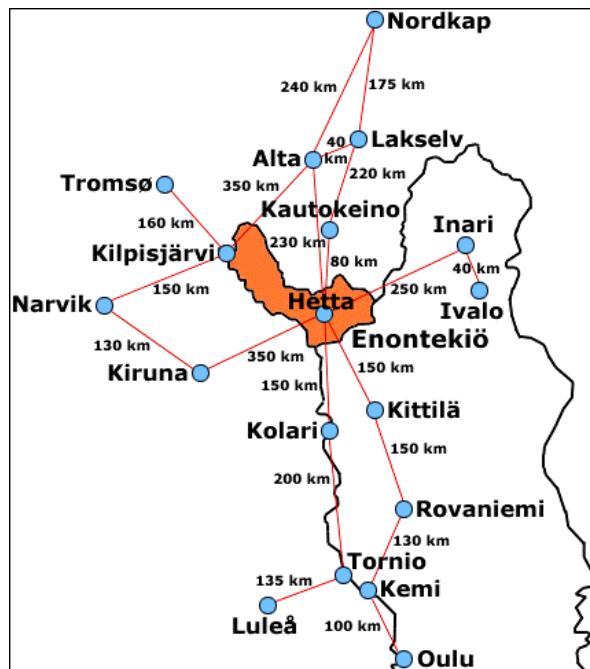 Nordkap
240 km
175 km
40
km
Lakselv
Alta
350 km
220 km
Tromsø
Kautokeino
160 km
230 km
Inari
Kilpisjärvi
80 km
40 km
150 km
Hetta
250 km
Narvik
Ivalo
Enontekiö
130 km
350 km
150 km
Kiruna
150 km
Kittilä
Kolari
150 km
200 km
Rovaniemi
130 km
Tornio
135 km
Kemi
Luleå
100 km
Oulu